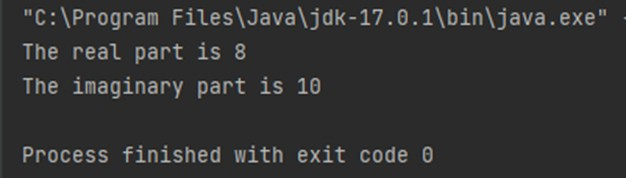 "C:\Program Files\Java\jdk-17.0.1\bin\java.exe" -
The real part is 8
The imaginary part is 10
Process finished with exit code 0